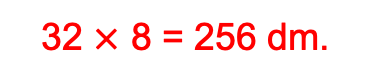 32 × 8 = 256 dm.